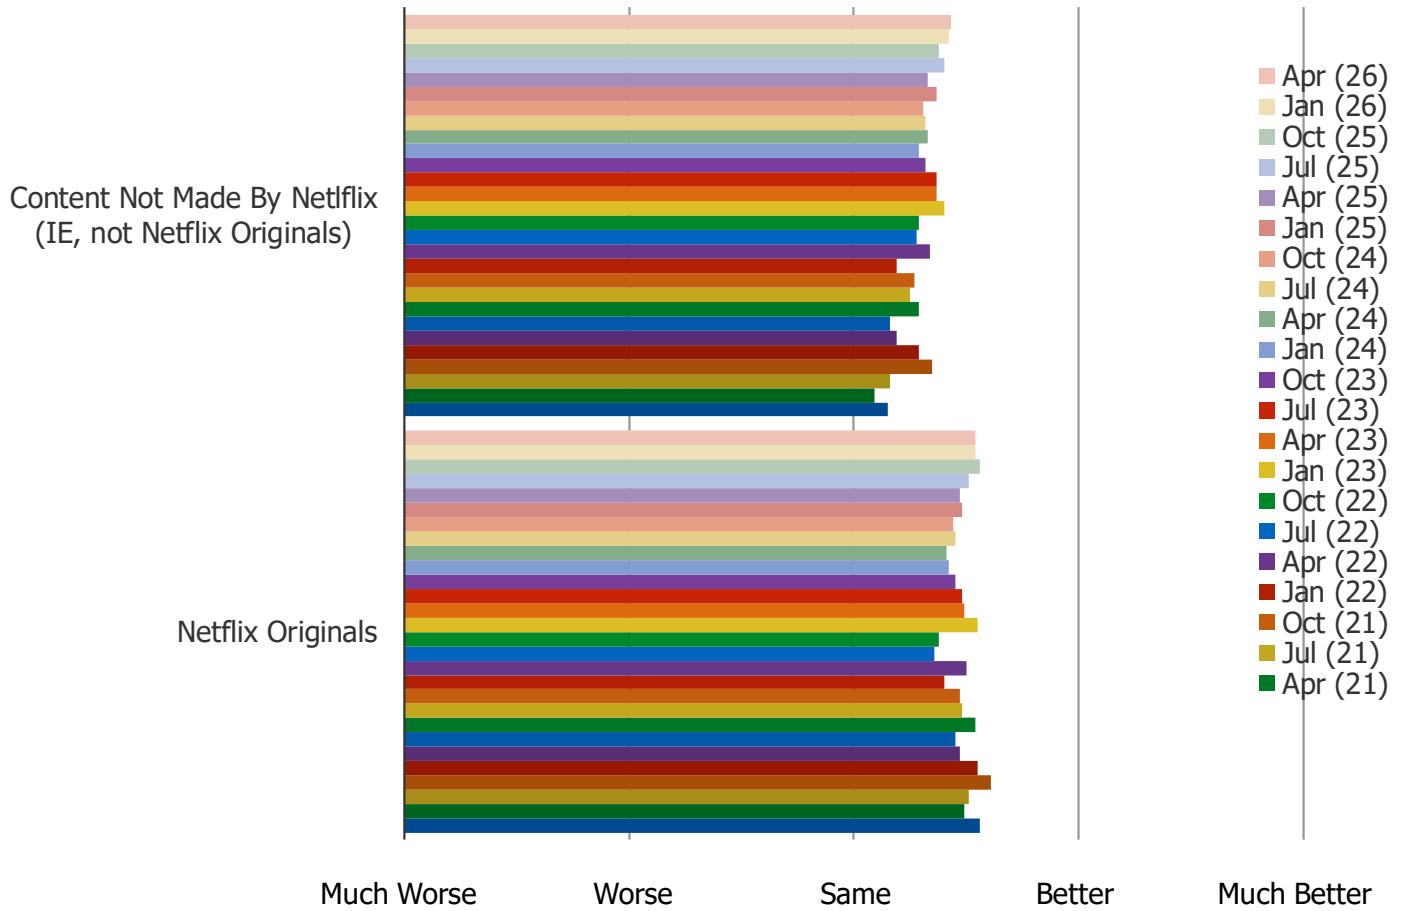 Content Not Made By Netlflix
(IE, not Netflix Originals)
Netflix Originals
Much Worse
Worse
Same
Better
Much Better
Apr (26)
Jan (26)
Oct (25)
Jul (25)
Apr (25)
Jan (25)
Oct (24)
Jul (24)
Apr (24)
Jan (24)
Oct (23)
Jul (23)
Apr (23)
Jan (23)
Oct (22)
Jul (22)
Apr (22)
Jan (22)
Oct (21)
Jul (21)
Apr (21)